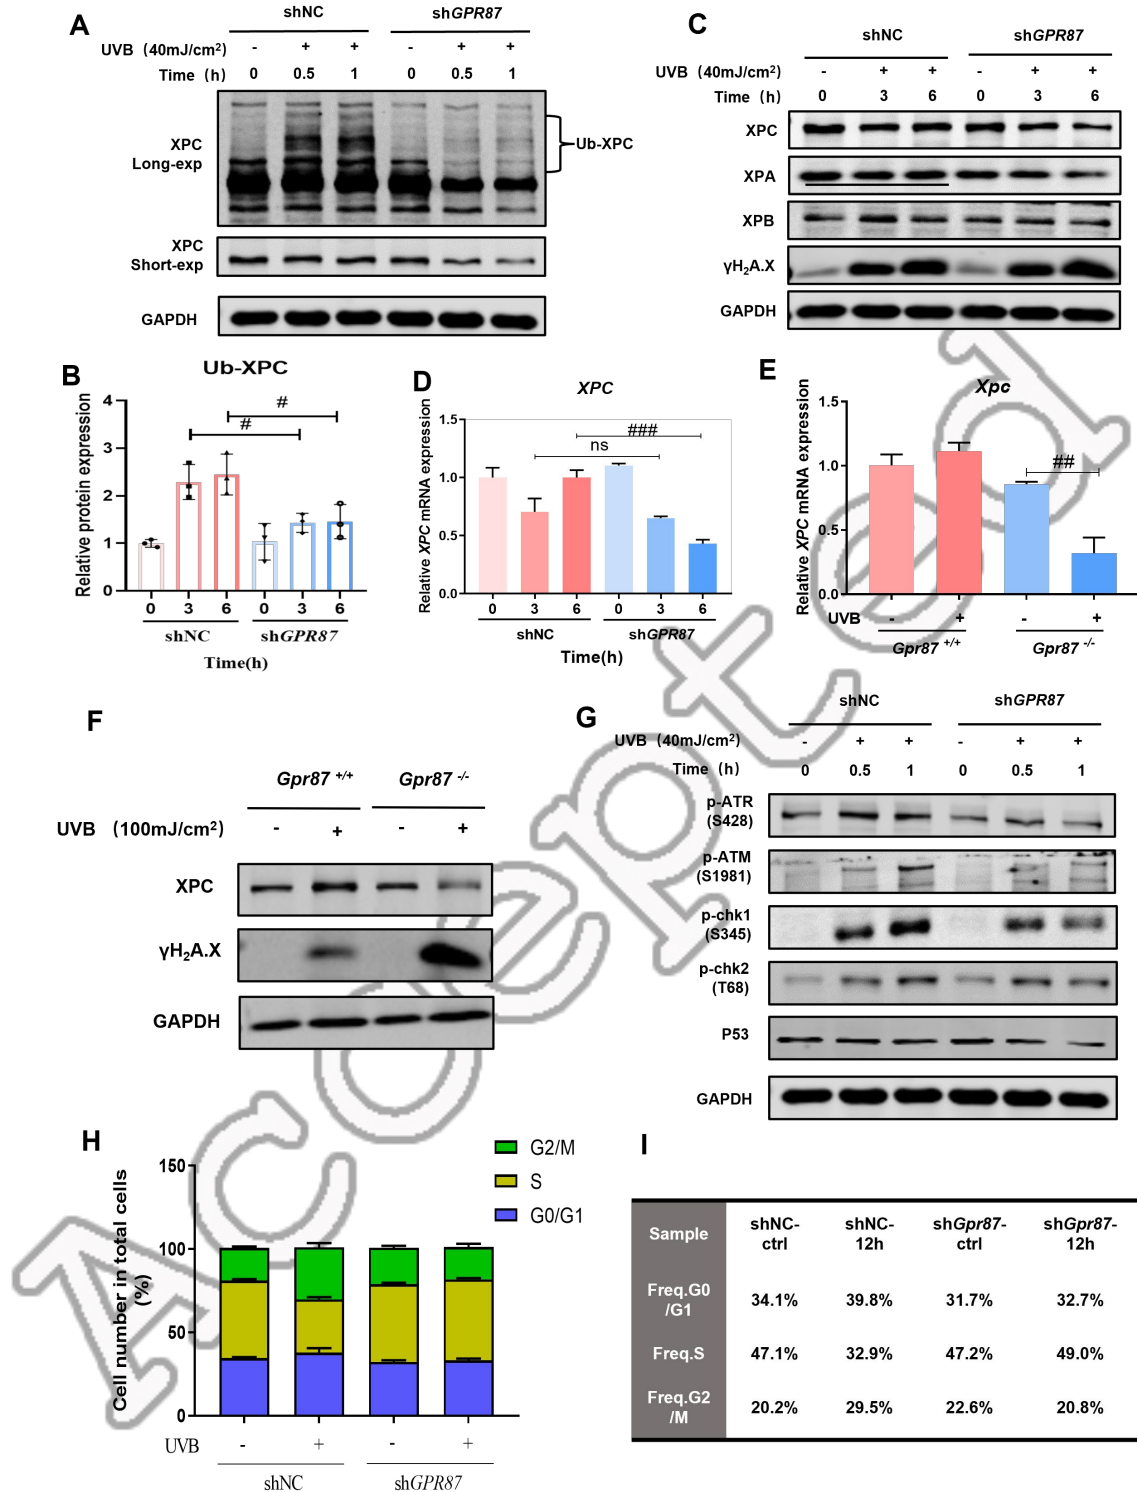 A
shNC
shGPR87
UVB (40mJ/cm²)
- + + - + +
Time (h)
0 0.5 1 0 0.5 1
XPC
Long-exp
Ub-XPC
XPC
Short-exp
GAPDH
C
shNC
shGPR87
UVB (40mJ/cm²)
- + + - + +
Time (h)
0 3 6 0 3 6
XPC
XPA
XPB
γH₂A.X
GAPDH
B
Ub-XPC
Relative protein expression
4
3
2
1
0
# #
0 3 6 0 3 6
shNC shGPR87
Time(h)
D
XPC
Relative XPC mRNA expression
1.5
1.0
0.5
0.0
###
ns
0 3 6 0 3 6
shNC shGPR87
Time(h)
E
Xpc
Relative XPC mRNA expression
1.5
1.0
0.5
0.0
##
UVB - + - +
Gpr87 +/+ Gpr87 -/-
F
Gpr87 +/+ Gpr87 -/-
UVB (100mJ/cm²) - + - +
XPC
γH₂A.X
GAPDH
G
shNC shGPR87
UVB (40mJ/cm²) - + + - + +
Time (h) 0 0.5 1 0 0.5 1
p-ATR
(S428)
p-ATM
(S1981)
p-chk1
(S345)
p-chk2
(T68)
P53
GAPDH
H
Cell number in total cells
(%)
150
100
50
0
G2/M
S
G0/G1
UVB - + - +
shNC shGPR87
I
Sample shNC-ctrl shNC-12h shGpr87-ctrl shGpr87-12h
Freq.G0/G1 34.1% 39.8% 31.7% 32.7%
Freq.S 47.1% 32.9% 47.2% 49.0%
Freq.G2/M 20.2% 29.5% 22.6% 20.8%
Accepted